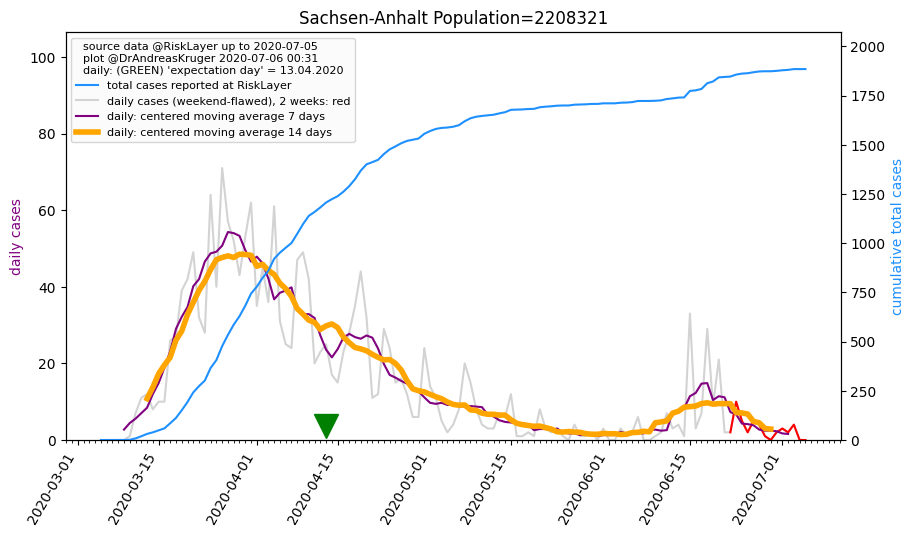 Sachsen-Anhalt Population=2208321
source data @RiskLayer up to 2020-07-05
plot @DrAndreasKruger 2020-07-06 00:31
daily: (GREEN) 'expectation day' = 13.04.2020
total cases reported at RiskLayer
daily cases (weekend-flawed), 2 weeks: red
daily: centered moving average 7 days
daily: centered moving average 14 days
daily cases
100
80
60
40
20
0
cumulative total cases
2000
1750
1500
1250
1000
750
500
250
0
2020-03-01
2020-03-15
2020-04-01
2020-04-15
2020-05-01
2020-05-15
2020-06-01
2020-06-15
2020-07-01